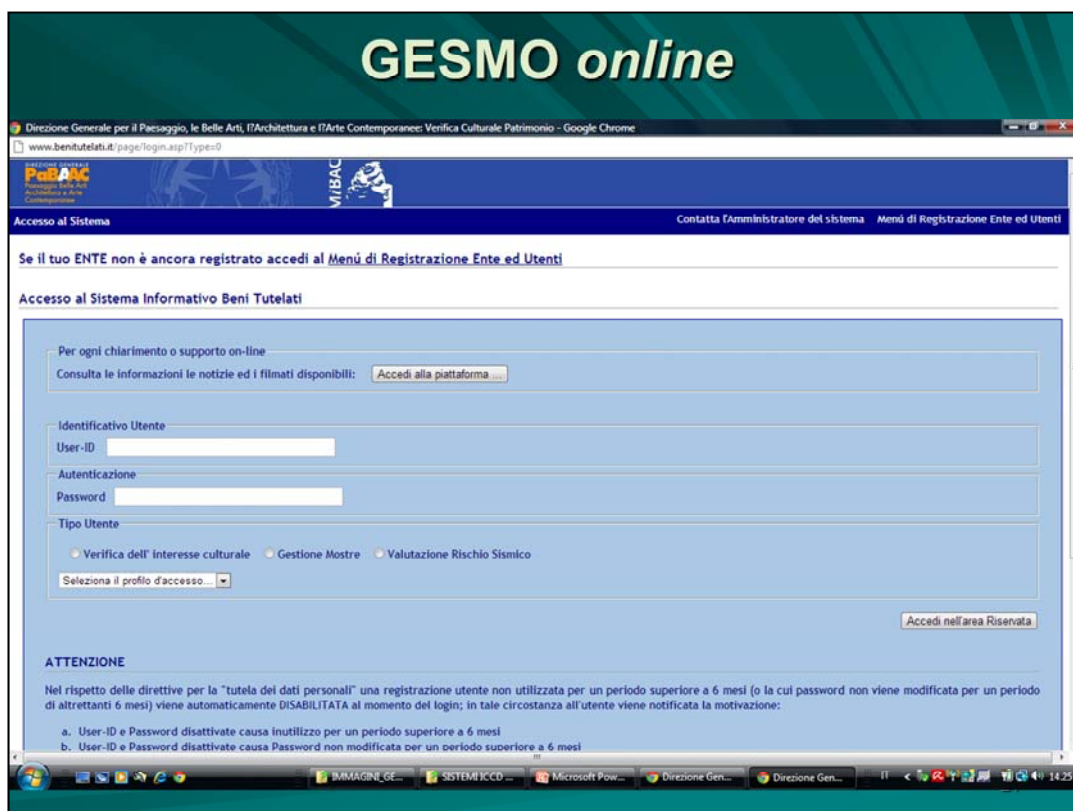 GESMO online
Direzione Generale per il Paesaggio, le Belle Arti, l?Architettura e l?Arte Contemporanee: Verifica Culturale Patrimonio - Google Chrome
www.benitutelati.it/page/login.asp?Type=0
DIREZIONE GENERALE
PaBAAC
Paesaggio Belle Arti
Architettura e Arte
Contemporanee
MiBAC
Accesso al Sistema Contatta l'Amministratore del sistema Menú di Registrazione Ente ed Utenti
Se il tuo ENTE non è ancora registrato accedi al Menú di Registrazione Ente ed Utenti
Accesso al Sistema Informativo Beni Tutelati
Per ogni chiarimento o supporto on-line
Consulta le informazioni le notizie ed i filmati disponibili: Accedi alla piattaforma ...
Identificativo Utente
User-ID
Autenticazione
Password
Tipo Utente
Verifica dell' interesse culturale Gestione Mostre Valutazione Rischio Sismico
Seleziona il profilo d'accesso...
Accedi nell'area Riservata
ATTENZIONE
Nel rispetto delle direttive per la "tutela dei dati personali" una registrazione utente non utilizzata per un periodo superiore a 6 mesi (o la cui password non viene modificata per un periodo
di altrettanti 6 mesi) viene automaticamente DISABILITATA al momento del login; in tale circostanza all'utente viene notificata la motivazione:
a. User-ID e Password disattivate causa inutilizzo per un periodo superiore a 6 mesi
b. User-ID e Password disattivate causa Password non modificata per un periodo superiore a 6 mesi
IMMAGINI_GE... SISTEMI ICCD ... Microsoft Pow... Direzione Gen... Direzione Gen... IT 14.25